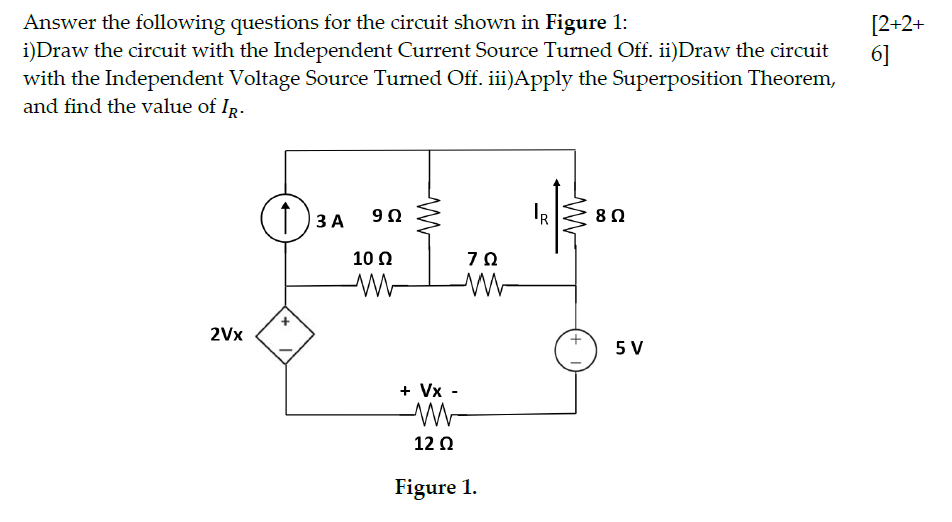 Answer the following questions for the circuit shown in Figure 1:
[2+2+
i)Draw the circuit with the Independent Current Source Turned Off. ii)Draw the circuit
6]
with the Independent Voltage Source Turned Off. iii)Apply the Superposition Theorem,
and find the value of I_R.
3 A
9 Ω
I_R
8 Ω
10 Ω
7 Ω
2Vx
+
+
5 V
+ Vx -
12 Ω
Figure 1.